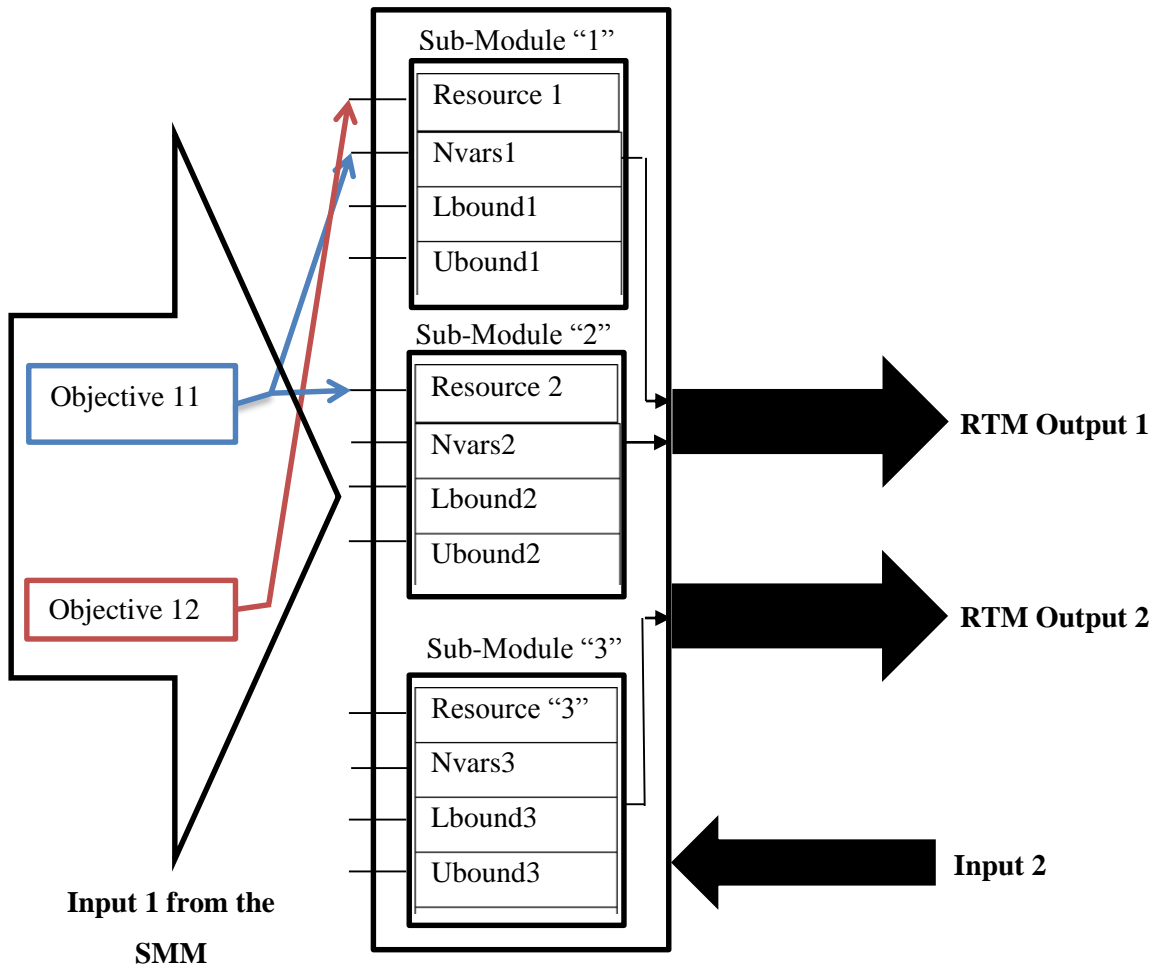 Sub-Module “1”
Resource 1
Nvars1
Lbound1
Ubound1
Sub-Module “2”
Resource 2
Nvars2
Lbound2
Ubound2
Sub-Module “3”
Resource “3”
Nvars3
Lbound3
Ubound3
Objective 11
Objective 12
Input 1 from the
SMM
RTM Output 1
RTM Output 2
Input 2